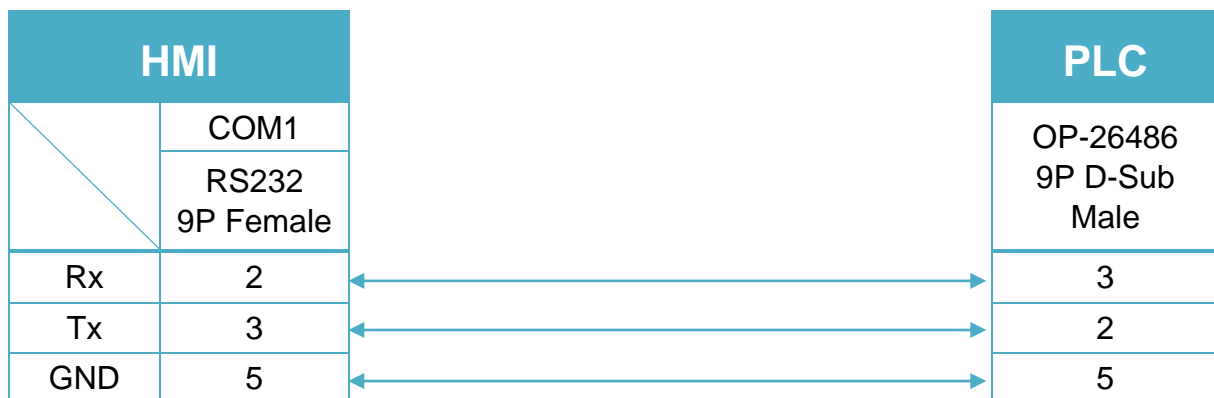 HMI
PLC
COM1
RS232
9P Female
OP-26486
9P D-Sub
Male
Rx 2 3
Tx 3 2
GND 5 5